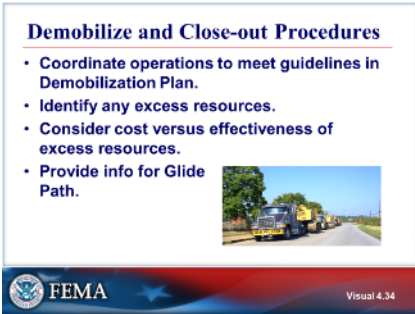 Demobilize and Close-out Procedures
• Coordinate operations to meet guidelines in
Demobilization Plan.
• Identify any excess resources.
• Consider cost versus effectiveness of
excess resources.
• Provide info for Glide
Path.
FEMA
Visual 4.34